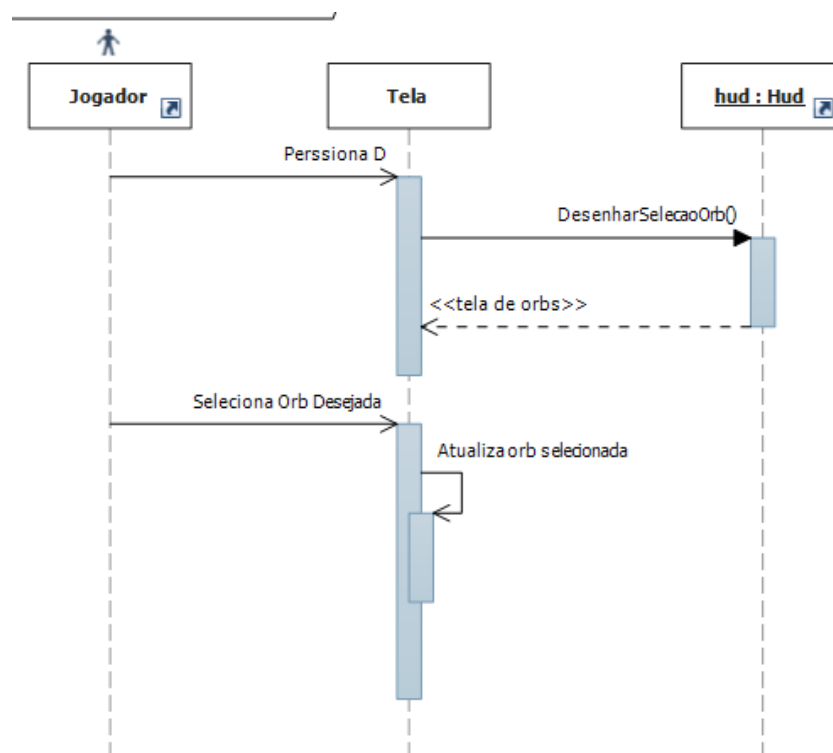 Jogador
Tela
hud : Hud
Perssiona D
DesenharSelecaoOrb()
<<tela de orbs>>
Seleciona Orb Desejada
Atualiza orb selecionada